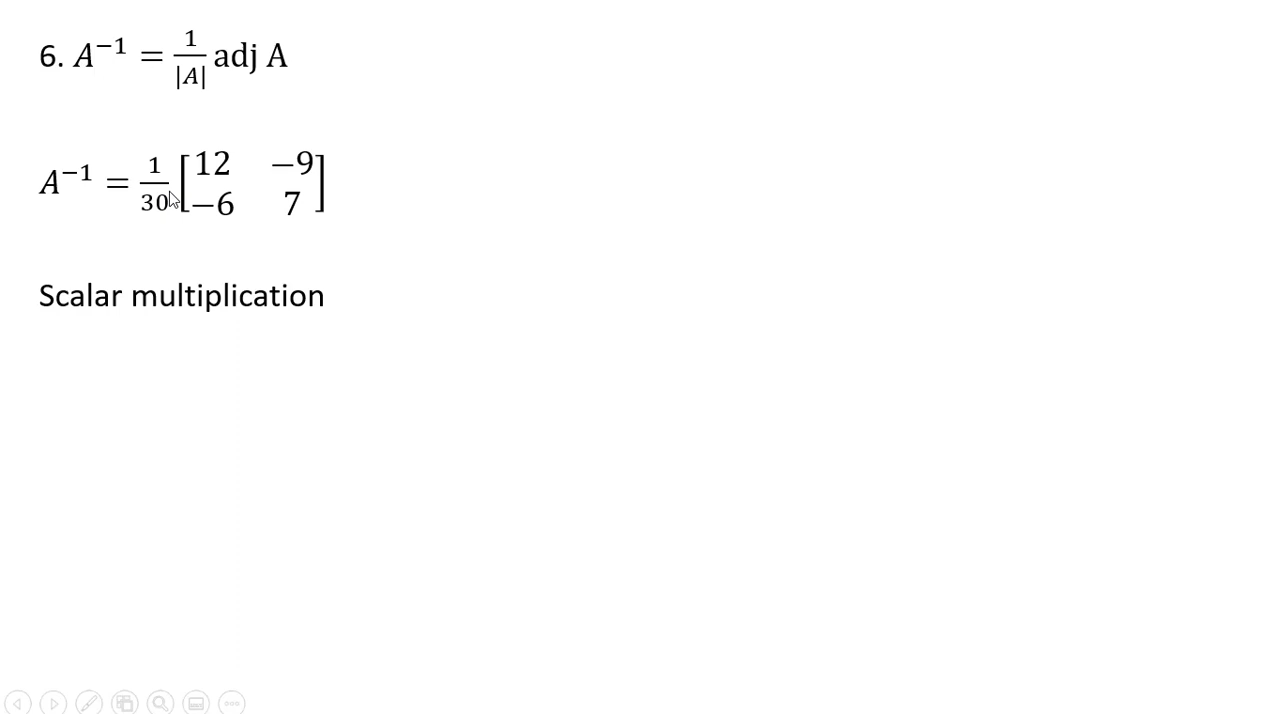 6. A⁻¹ = 1/|A| adj A
A⁻¹ = 1/30 [12 −9
−6 7]
Scalar multiplication